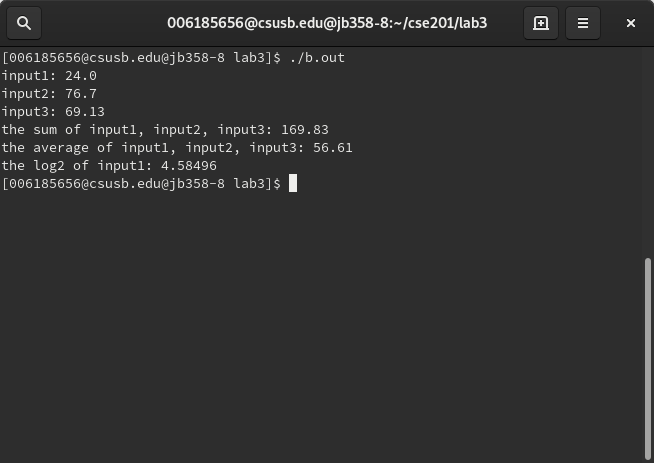 006185656@csusb.edu@jb358-8:~/cse201/lab3
[006185656@csusb.edu@jb358-8 lab3]$ ./b.out
input1: 24.0
input2: 76.7
input3: 69.13
the sum of input1, input2, input3: 169.83
the average of input1, input2, input3: 56.61
the log2 of input1: 4.58496
[006185656@csusb.edu@jb358-8 lab3]$